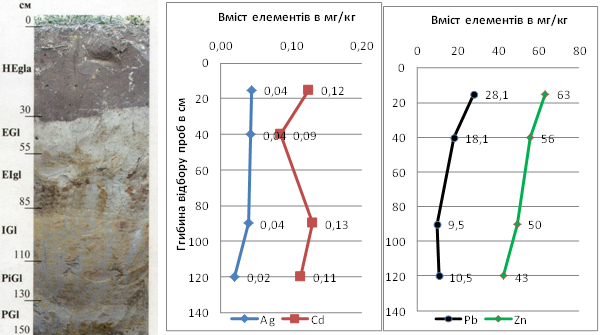 см
HEgla
30
EGl
55
EIgl
85
IGl
110
PiGl
130
PGl
150
Вміст елементів в мг/кг
0,00 0,10 0,20
0
20
40
60
80
100
120
140
Ггибина відбору проб в см
0,04 0,12
0,04 0,09
0,04 0,13
0,02 0,11
Ag Cd
Вміст елементів в мг/кг
0 20 40 60 80
0
20
40
60
80
100
120
140
28,1 63
18,1 56
9,5 50
10,5 43
Pb Zn